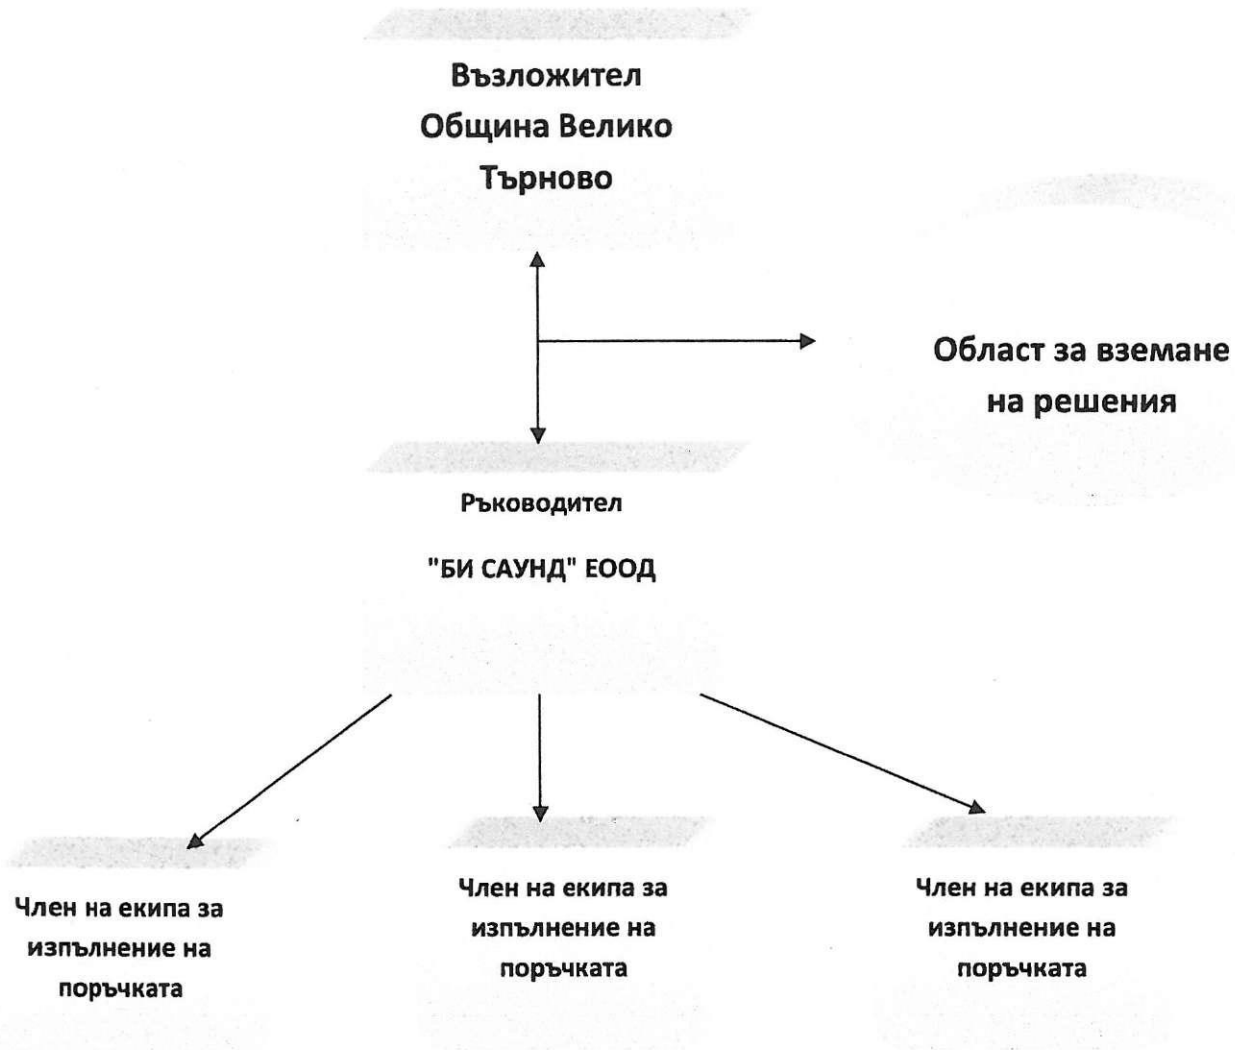 Възложител
Община Велико
Търново
Област за вземане
на решения
Ръководител
"БИ САУНД" ЕООД
Член на екипа за
изпълнение на
поръчката
Член на екипа за
изпълнение на
поръчката
Член на екипа за
изпълнение на
поръчката